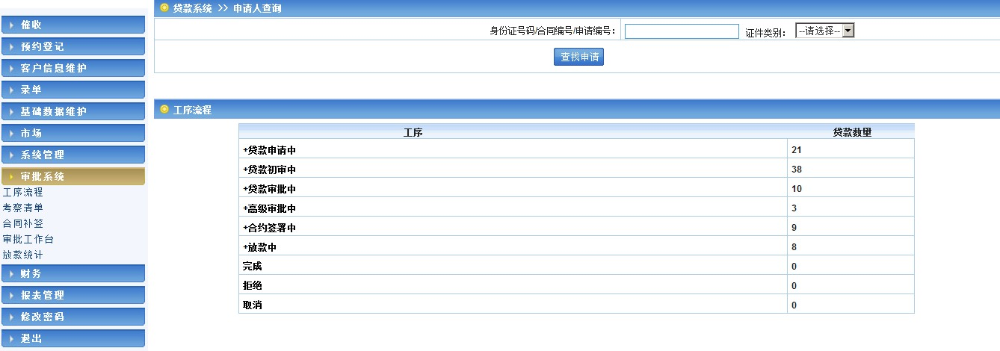 催收
预约登记
客户信息维护
录单
基础数据维护
市场
系统管理
审批系统
工序流程
考察清单
合同补签
审批工作台
放款统计
财务
报表管理
修改密码
退出
贷款系统 >> 申请人查询
身份证号码/合同编号/申请编号： 证件类别： --请选择--
查找申请
工序流程
工序 贷款数量
+贷款申请中 21
+贷款初审中 38
+贷款审批中 10
+高级审批中 3
+合约签署中 9
+放款中 8
完成 0
拒绝 0
取消 0